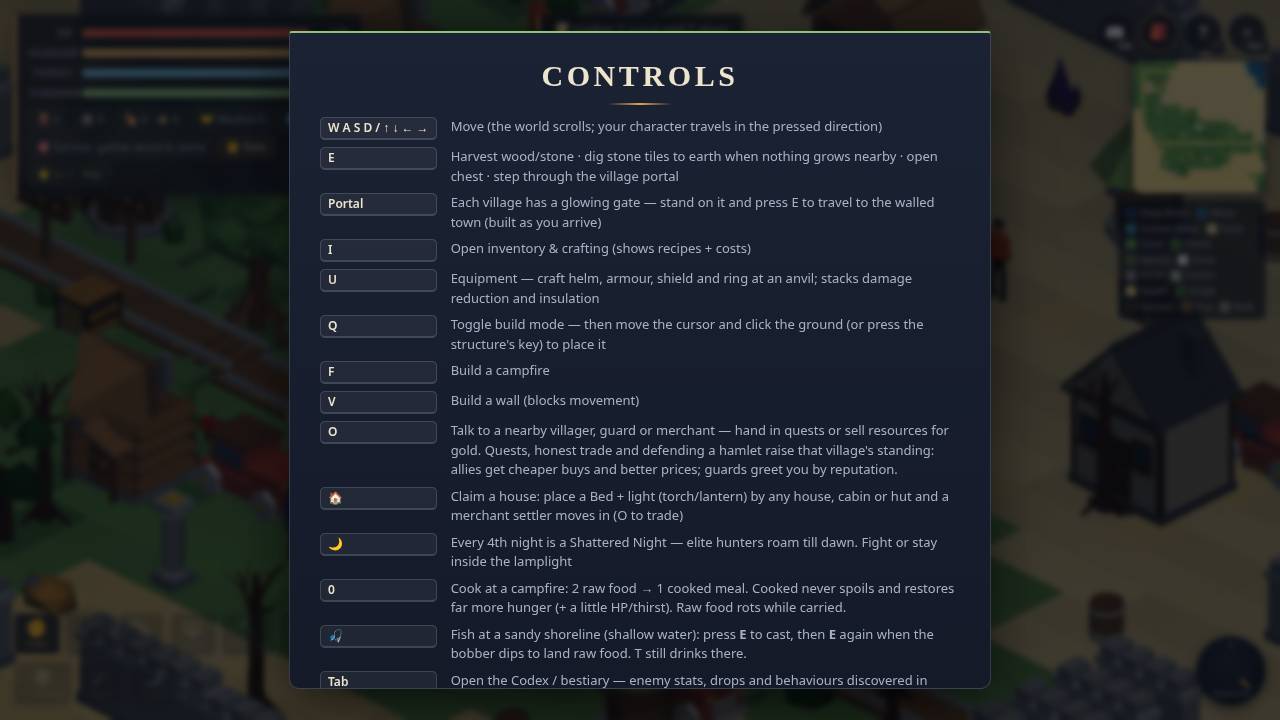 CONTROLS
W A S D / ↑ ↓ ← → Move (the world scrolls; your character travels in the pressed direction)
E Harvest wood/stone · dig stone tiles to earth when nothing grows nearby · open
chest · step through the village portal
Portal Each village has a glowing gate — stand on it and press E to travel to the walled
town (built as you arrive)
I Open inventory & crafting (shows recipes + costs)
U Equipment — craft helm, armour, shield and ring at an anvil; stacks damage
reduction and insulation
Q Toggle build mode — then move the cursor and click the ground (or press the
structure's key) to place it
F Build a campfire
V Build a wall (blocks movement)
O Talk to a nearby villager, guard or merchant — hand in quests or sell resources for
gold. Quests, honest trade and defending a hamlet raise that village's standing:
allies get cheaper buys and better prices; guards greet you by reputation.
🏠 Claim a house: place a Bed + light (torch/lantern) by any house, cabin or hut and a
merchant settler moves in (O to trade)
🌙 Every 4th night is a Shattered Night — elite hunters roam till dawn. Fight or stay
inside the lamplight
0 Cook at a campfire: 2 raw food → 1 cooked meal. Cooked never spoils and restores
far more hunger (+ a little HP/thirst). Raw food rots while carried.
🎣 Fish at a sandy shoreline (shallow water): press E to cast, then E again when the
bobber dips to land raw food. T still drinks there.
Tab Open the Codex / bestiary — enemy stats, drops and behaviours discovered in